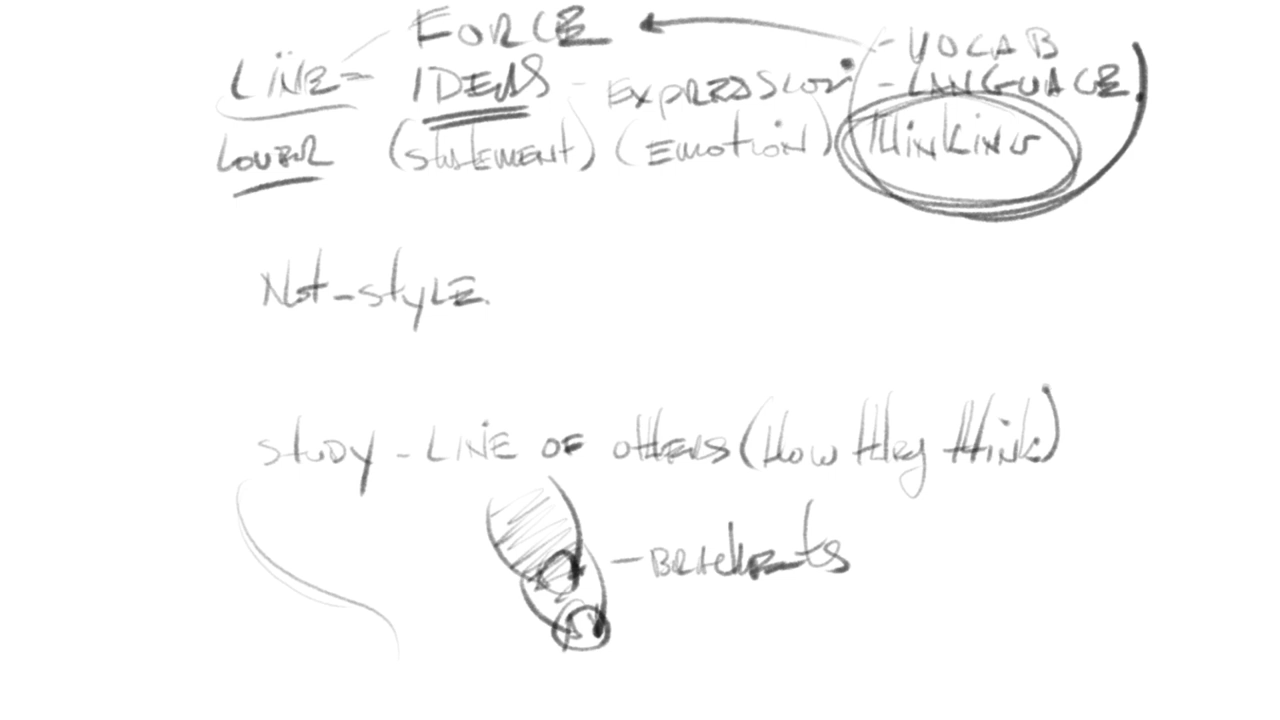 FORCE
- VOCAB
LINE = IDEAS - EXPRESSION - LANGUAGE
LOVER (STATEMENT) (EMOTION) THINKING
Not-style.
STUDY - LINE OF OTHERS (How they think)
- BRACKETS